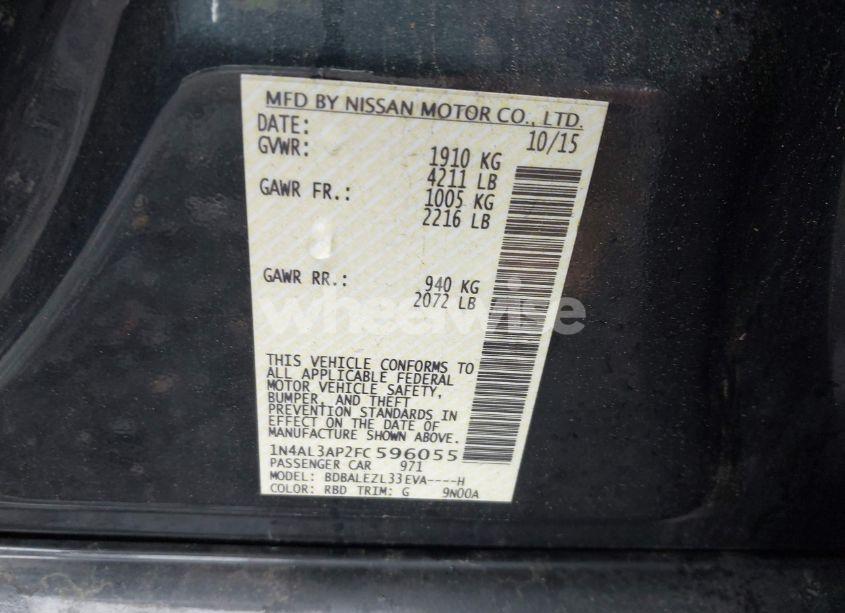 MFD BY NISSAN MOTOR CO., LTD.
DATE: 10/15
GVWR: 1910 KG
4211 LB
GAWR FR.: 1005 KG
2216 LB
GAWR RR.: 940 KG
2072 LB
wheelwise
THIS VEHICLE CONFORMS TO
ALL APPLICABLE FEDERAL
MOTOR VEHICLE SAFETY,
BUMPER, AND THEFT
PREVENTION STANDARDS IN
EFFECT ON THE DATE OF
MANUFACTURE SHOWN ABOVE.
1N4AL3AP2FC596055
PASSENGER CAR 971
MODEL: BDBALEZL33EVA----H
COLOR: RBD TRIM: G 9N00A